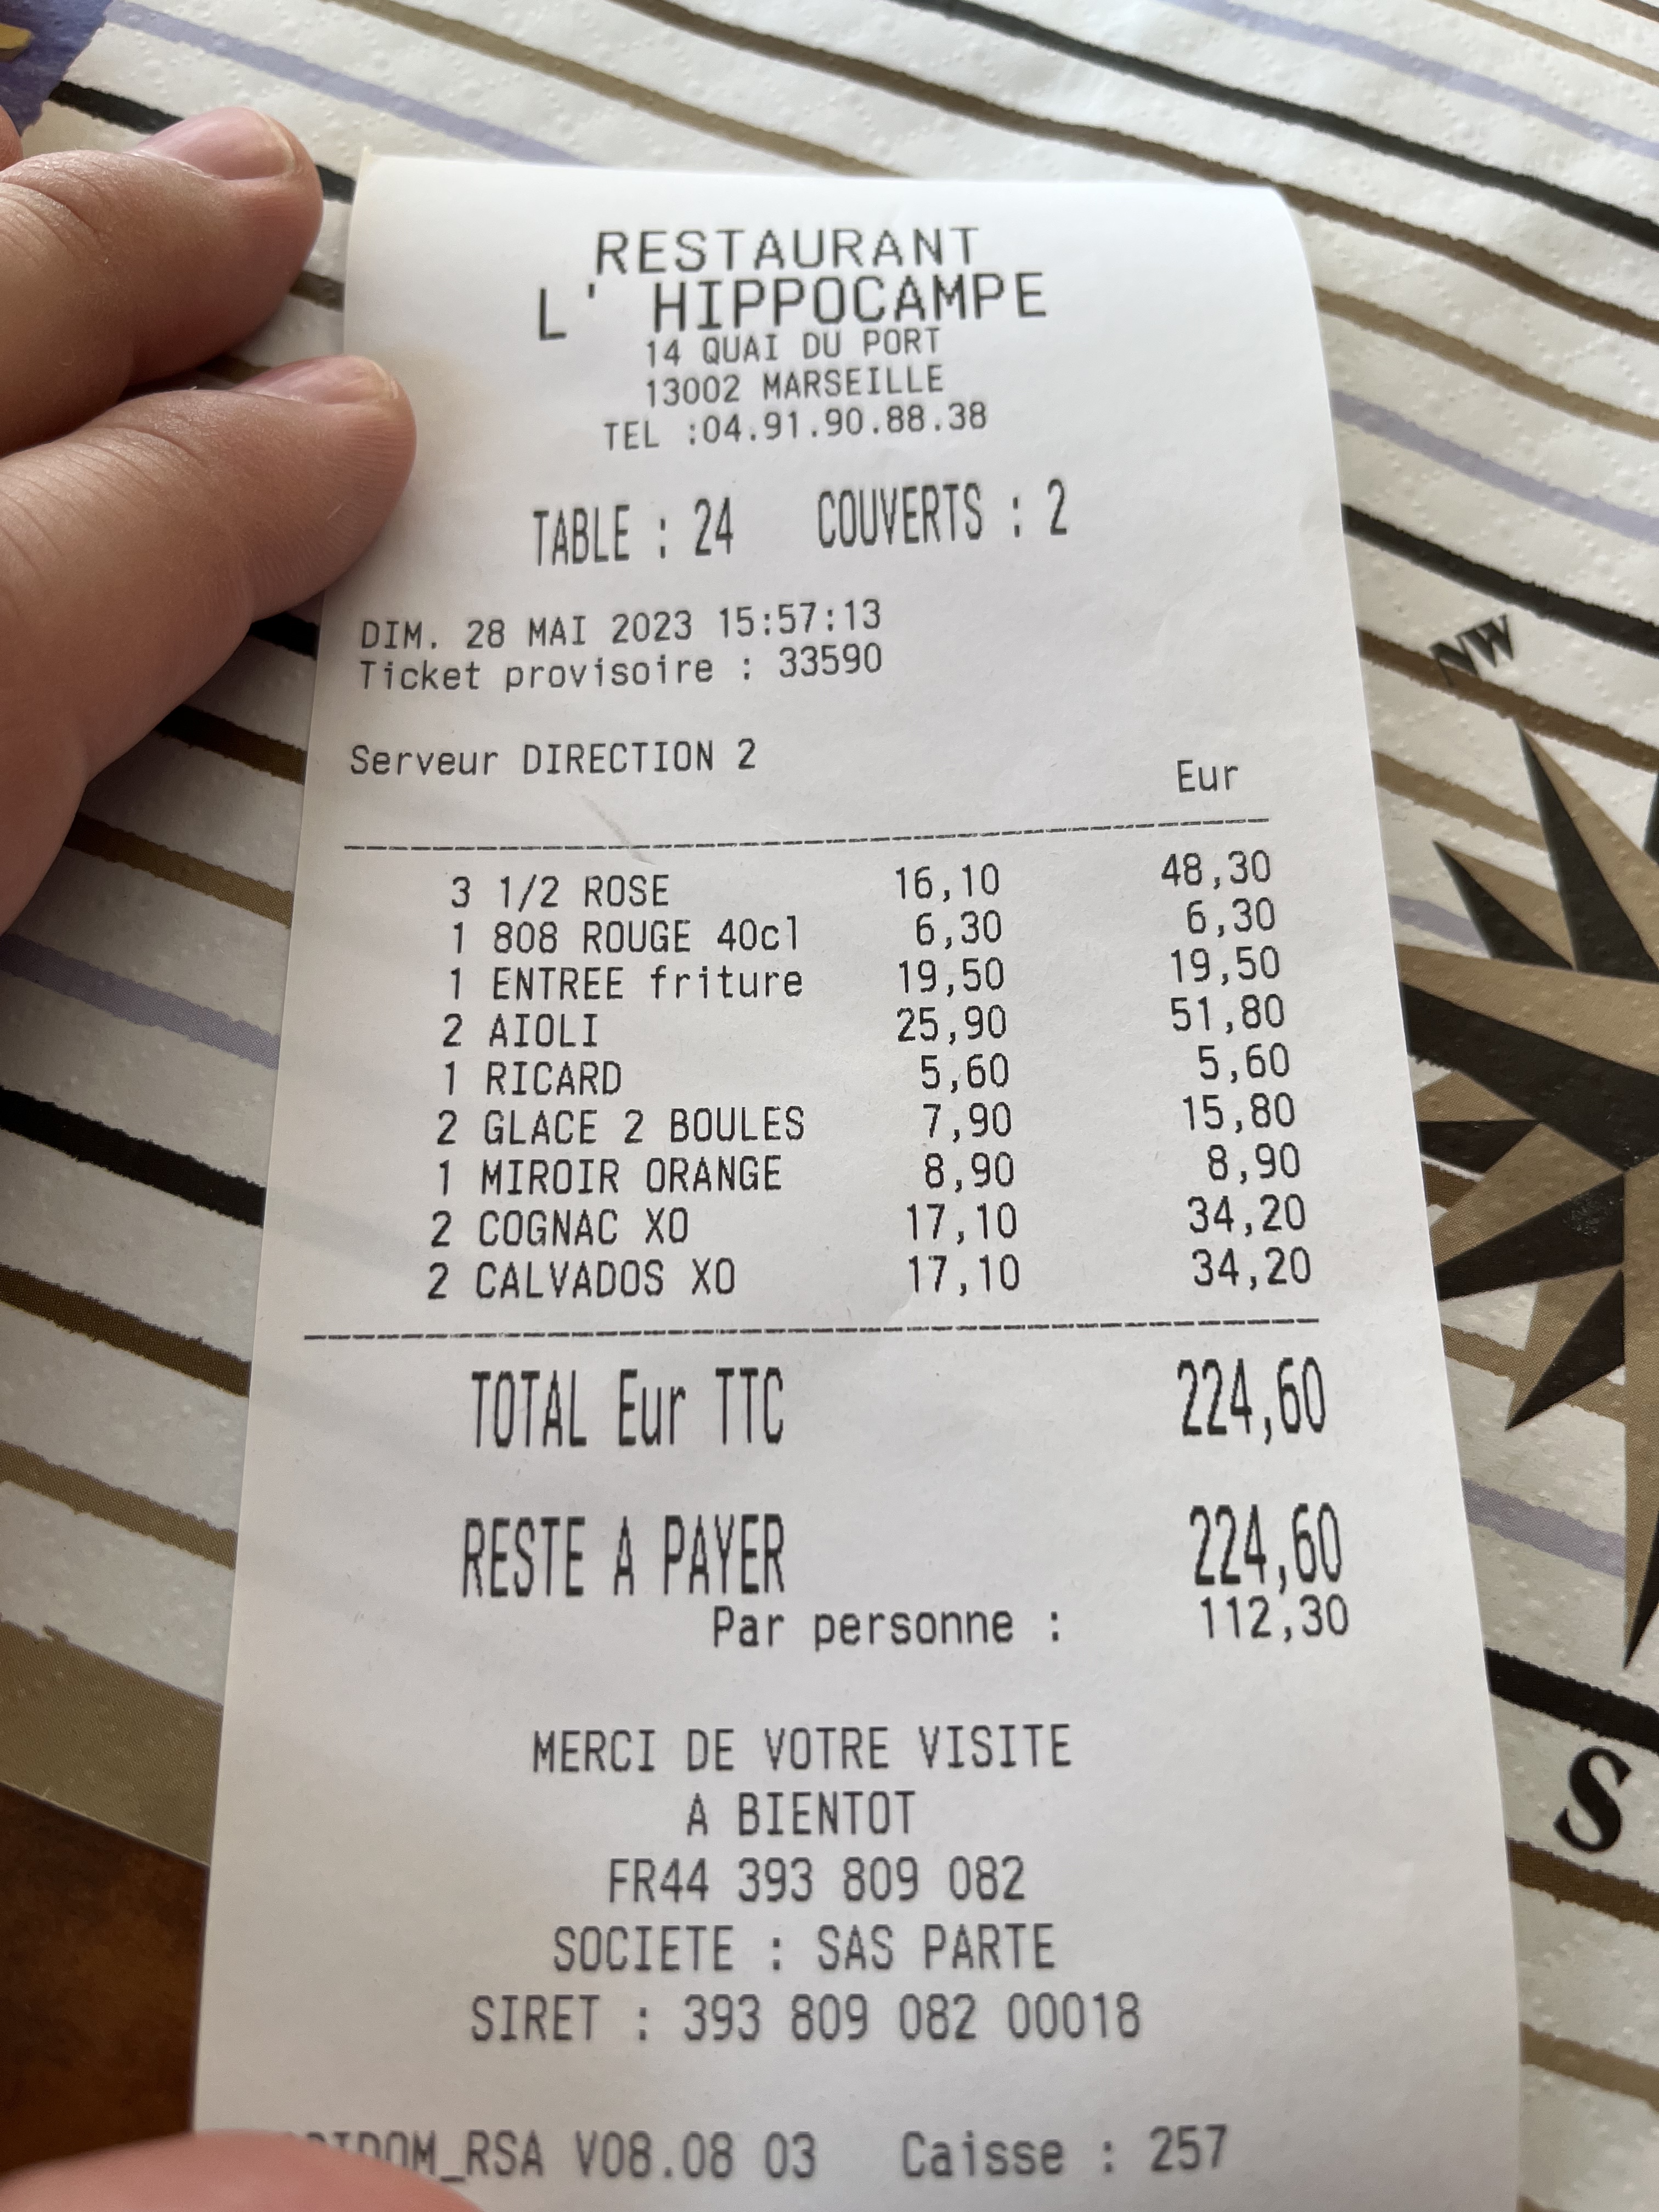 RESTAURANT
L' HIPPOCAMPE
14 QUAI DU PORT
13002 MARSEILLE
TEL :04.91.90.88.38
TABLE : 24 COUVERTS : 2
DIM. 28 MAI 2023 15:57:13
Ticket provisoire : 33590
Serveur DIRECTION 2
Eur
3 1/2 ROSE 16,10 48,30
1 808 ROUGE 40cl 6,30 6,30
1 ENTREE friture 19,50 19,50
2 AIOLI 25,90 51,80
1 RICARD 5,60 5,60
2 GLACE 2 BOULES 7,90 15,80
1 MIROIR ORANGE 8,90 8,90
2 COGNAC XO 17,10 34,20
2 CALVADOS XO 17,10 34,20
TOTAL Eur TTC 224,60
RESTE A PAYER 224,60
Par personne : 112,30
MERCI DE VOTRE VISITE
A BIENTOT
FR44 393 809 082
SOCIETE : SAS PARTE
SIRET : 393 809 082 00018
V08.08 03 Caisse : 257
NW
S